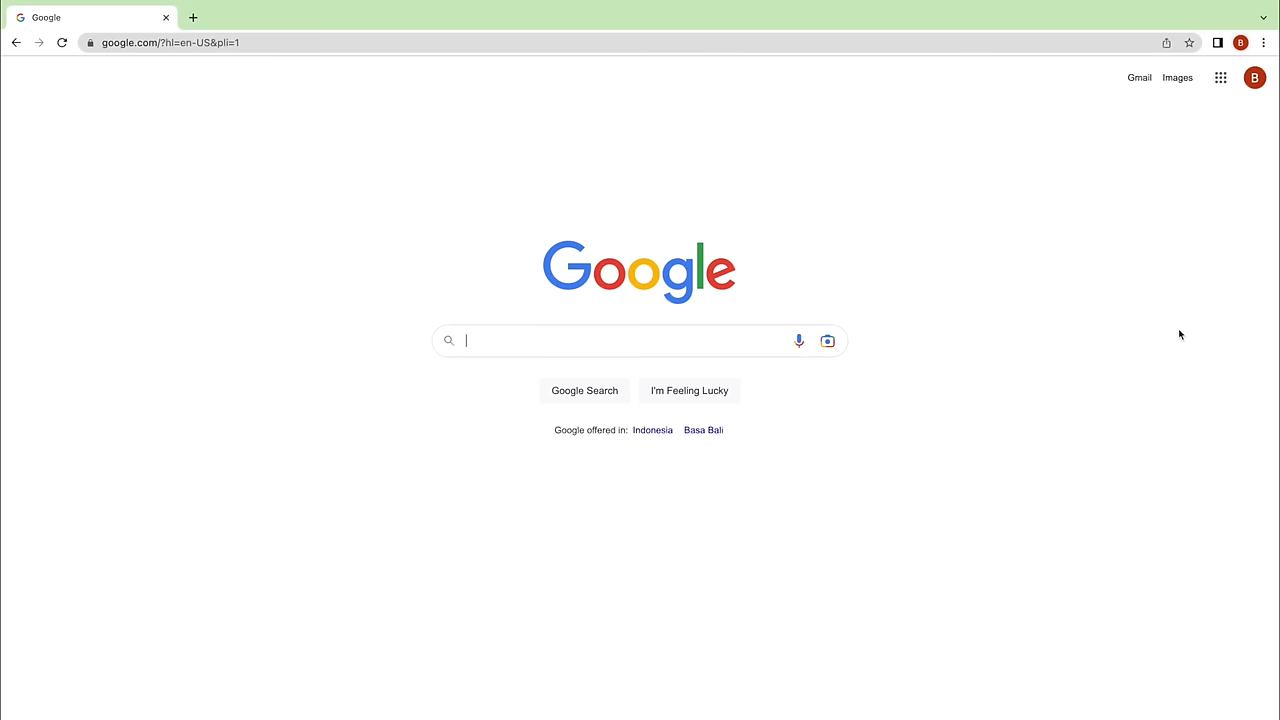 Google
google.com/?hl=en-US&pli=1
B
Gmail Images
B
Google
Google Search I'm Feeling Lucky
Google offered in: Indonesia Basa Bali